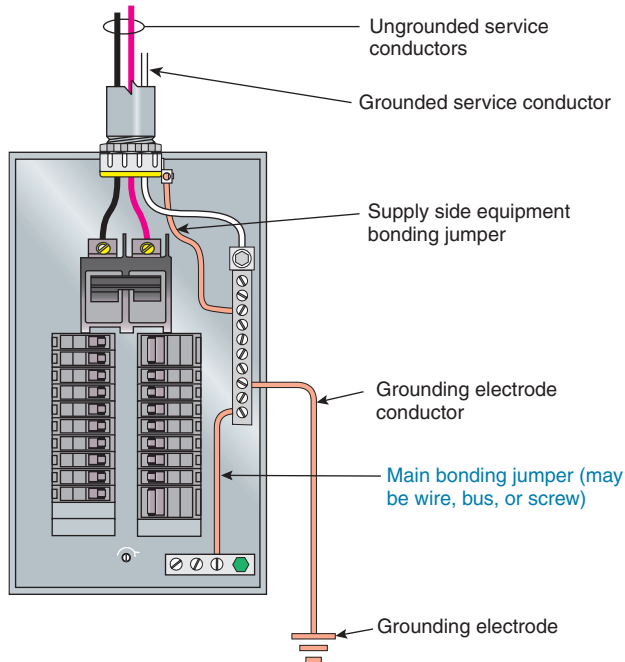 Ungrounded service
conductors
Grounded service conductor
Supply side equipment
bonding jumper
Grounding electrode
conductor
Main bonding jumper (may
be wire, bus, or screw)
Grounding electrode